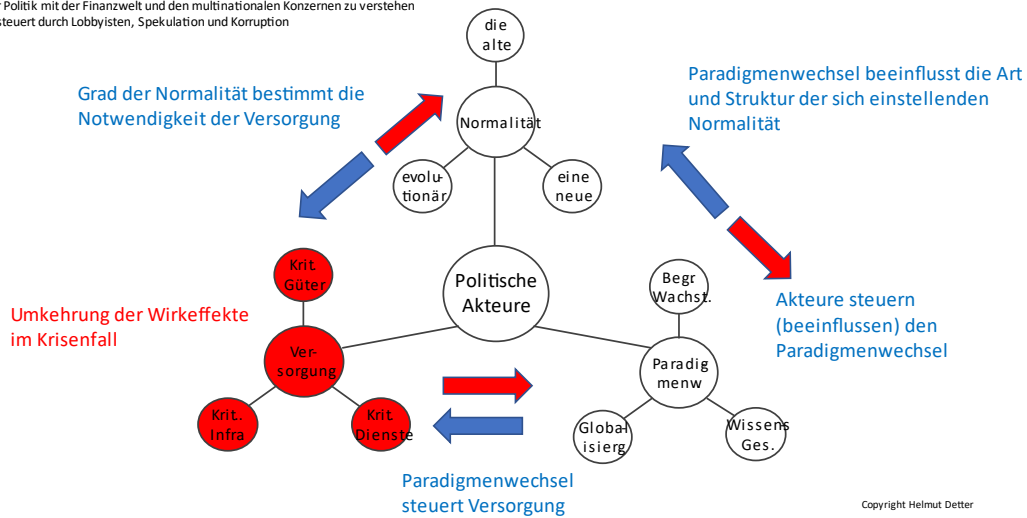 Politik mit der Finanzwelt und den multinationalen Konzernen zu verstehen
steuert durch Lobbyisten, Spekulation und Korruption
die
alte
Grad der Normalität bestimmt die
Notwendigkeit der Versorgung
Paradigmenwechsel beeinflusst die Art
und Struktur der sich einstellenden
Normalität
Normalität
evolu-
tionär
eine
neue
Krit.
Güter
Politische
Akteure
Begr.
Wachst.
Umkehrung der Wirkeffekte
im Krisenfall
Akteure steuern
(beeinflussen) den
Paradigmenwechsel
Ver-
sorgung
Paradig
menw
Krit..
Infra
Krit.
Dienste
Global-
isierg
Wissens
Ges.
Paradigmenwechsel
steuert Versorgung
Copyright Helmut Detter